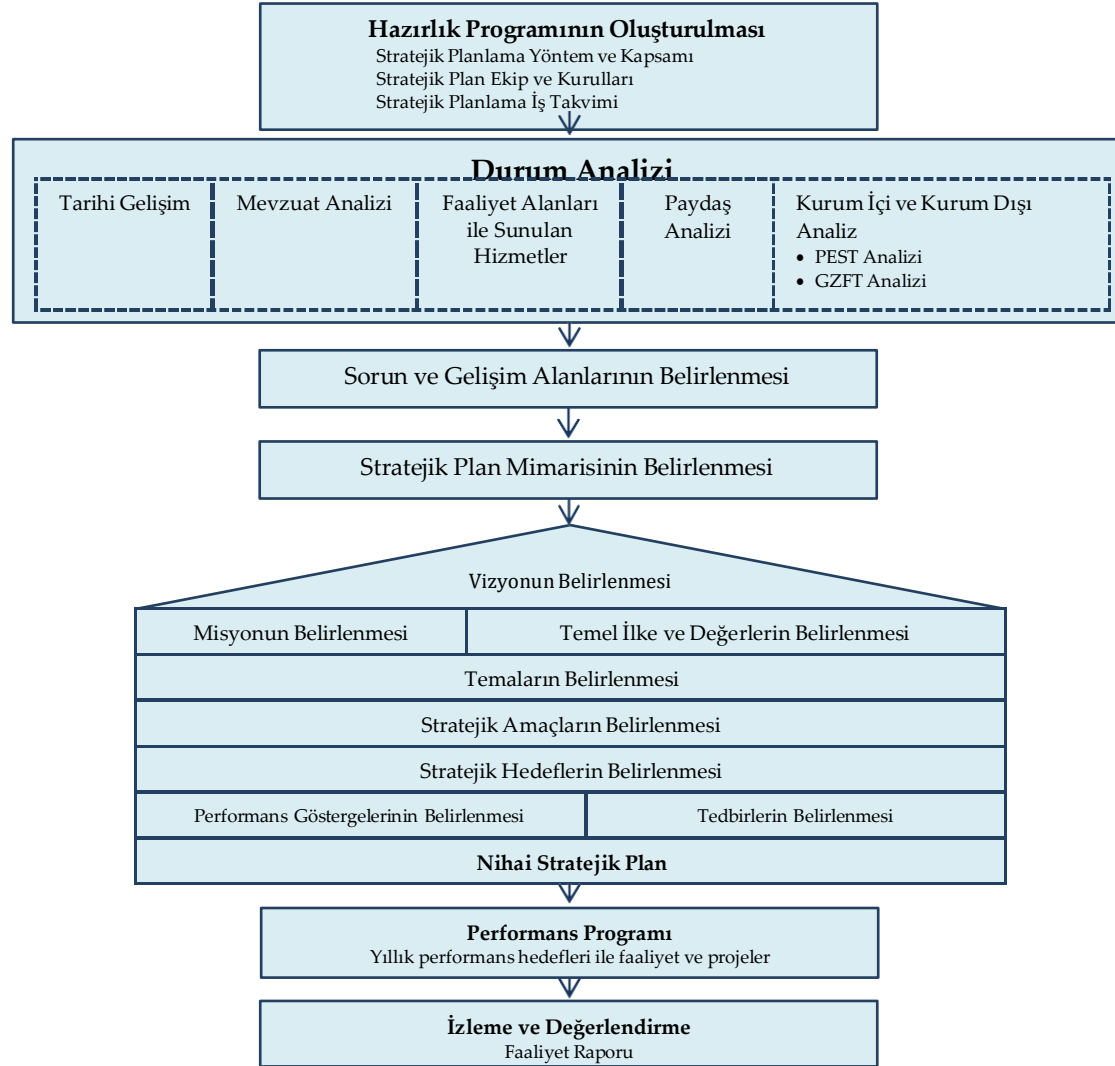 Hazırlık Programının Oluşturulması
Stratejik Planlama Yöntem ve Kapsamı
Stratejik Plan Ekip ve Kurulları
Stratejik Planlama İş Takvimi
Durum Analizi
Tarihi Gelişim
Mevzuat Analizi
Faaliyet Alanları
ile Sunulan
Hizmetler
Paydaş
Analizi
Kurum İçi ve Kurum Dışı
Analiz
• PEST Analizi
• GZFT Analizi
Sorun ve Gelişim Alanlarının Belirlenmesi
Stratejik Plan Mimarisinin Belirlenmesi
Vizyonun Belirlenmesi
Misyonun Belirlenmesi
Temel İlke ve Değerlerin Belirlenmesi
Temaların Belirlenmesi
Stratejik Amaçların Belirlenmesi
Stratejik Hedeflerin Belirlenmesi
Performans Göstergelerinin Belirlenmesi
Tedbirlerin Belirlenmesi
Nihai Stratejik Plan
Performans Programı
Yıllık performans hedefleri ile faaliyet ve projeler
İzleme ve Değerlendirme
Faaliyet Raporu